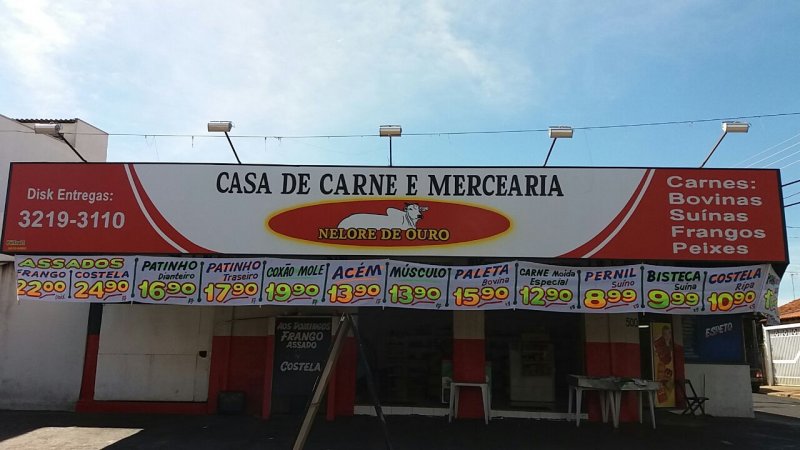 CASA DE CARNE E MERCEARIA
NELORE DE OURO
Disk Entregas:
3219-3110
Carnes:
Bovinas
Suínas
Frangos
Peixes
ASSADOS
FRANGO COSTELA
22,00 24,90
PATINHO
Dianteiro
16,90
PATINHO
Traseiro
17,90
COXÃO MOLE
19,90
ACÉM
13,90
MÚSCULO
13,90
PALETA
Bovina
15,90
CARNE Moída
Especial
12,90
PERNIL
Suíno
8,99
BISTECA
Suína
9,99
COSTELA
Ripa
10,90
AOS DOMINGOS
FRANGO
ASSADO
COSTELA
500
ESPETO